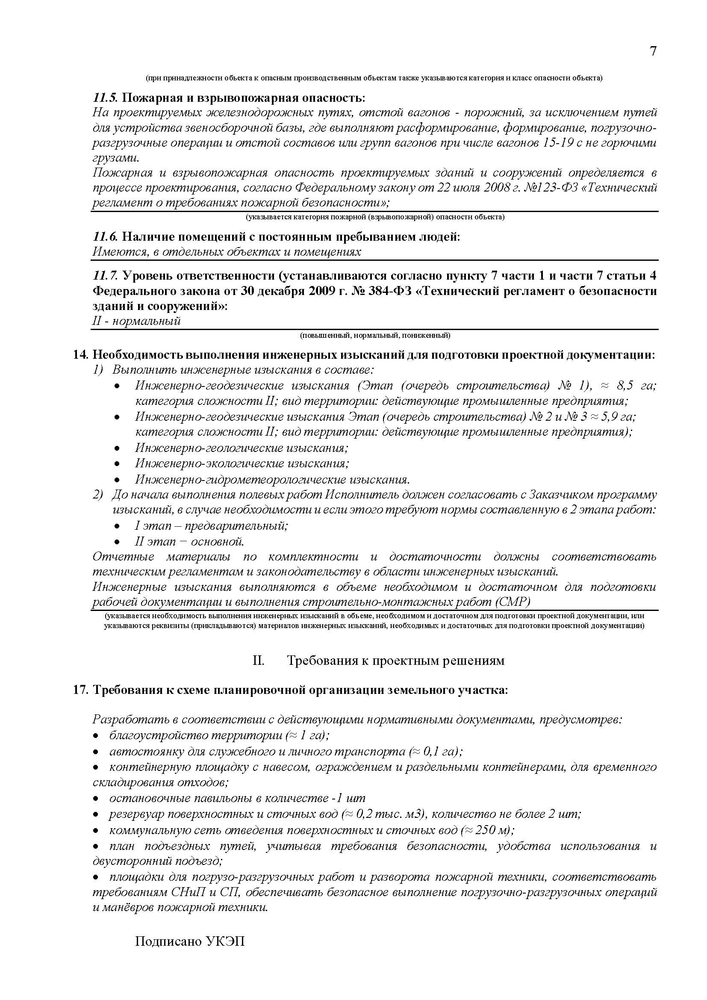 7
(при принадлежности объекта к опасным производственным объектам также указываются категория и класс опасности объекта)
11.5. Пожарная и взрывопожарная опасность:
На проектируемых железнодорожных путях, отстой вагонов - порожний, за исключением путей
для устройства звеносборочной базы, где выполняют расформирование, формирование, погрузочно-
разгрузочные операции и отстой составов или групп вагонов при числе вагонов 15-19 с не горючими
грузами.
Пожарная и взрывопожарная опасность проектируемых зданий и сооружений определяется в
процессе проектирования, согласно Федеральному закону от 22 июля 2008 г. №123-ФЗ «Технический
регламент о требованиях пожарной безопасности»;
(указывается категория пожарной (взрывопожарной) опасности объекта)
11.6. Наличие помещений с постоянным пребыванием людей:
Имеются, в отдельных объектах и помещениях
11.7. Уровень ответственности (устанавливаются согласно пункту 7 части 1 и части 7 статьи 4
Федерального закона от 30 декабря 2009 г. № 384-ФЗ «Технический регламент о безопасности
зданий и сооружений»:
II - нормальный
(повышенный, нормальный, пониженный)
14. Необходимость выполнения инженерных изысканий для подготовки проектной документации:
1) Выполнить инженерные изыскания в составе:
• Инженерно-геодезические изыскания (Этап (очередь строительства) № 1), ≈ 8,5 га;
категория сложности II; вид территории: действующие промышленные предприятия;
• Инженерно-геодезические изыскания Этап (очередь строительства) № 2 и № 3 ≈ 5,9 га;
категория сложности II; вид территории: действующие промышленные предприятия);
• Инженерно-геологические изыскания;
• Инженерно-экологические изыскания;
• Инженерно-гидрометеорологические изыскания.
2) До начала выполнения полевых работ Исполнитель должен согласовать с Заказчиком программу
изысканий, в случае необходимости и если этого требуют нормы составленную в 2 этапа работ:
• I этап – предварительный;
• II этап − основной.
Отчетные материалы по комплектности и достаточности должны соответствовать
техническим регламентам и законодательству в области инженерных изысканий.
Инженерные изыскания выполняются в объеме необходимом и достаточном для подготовки
рабочей документации и выполнения строительно-монтажных работ (СМР)
(указывается необходимость выполнения инженерных изысканий в объеме, необходимом и достаточном для подготовки проектной документации, или
указываются реквизиты (прикладываются) материалов инженерных изысканий, необходимых и достаточных для подготовки проектной документации)
II. Требования к проектным решениям
17. Требования к схеме планировочной организации земельного участка:
Разработать в соответствии с действующими нормативными документами, предусмотрев:
• благоустройство территории (≈ 1 га);
• автостоянку для служебного и личного транспорта (≈ 0,1 га);
• контейнерную площадку с навесом, ограждением и раздельными контейнерами, для временного
складирования отходов;
• остановочные павильоны в количестве -1 шт
• резервуар поверхностных и сточных вод (≈ 0,2 тыс. м3), количество не более 2 шт;
• коммунальную сеть отведения поверхностных и сточных вод (≈ 250 м);
• план подъездных путей, учитывая требования безопасности, удобства использования и
двусторонний подъезд;
• площадки для погрузо-разгрузочных работ и разворота пожарной техники, соответствовать
требованиям СНиП и СП, обеспечивать безопасное выполнение погрузочно-разгрузочных операций
и манёвров пожарной техники.
Подписано УКЭП